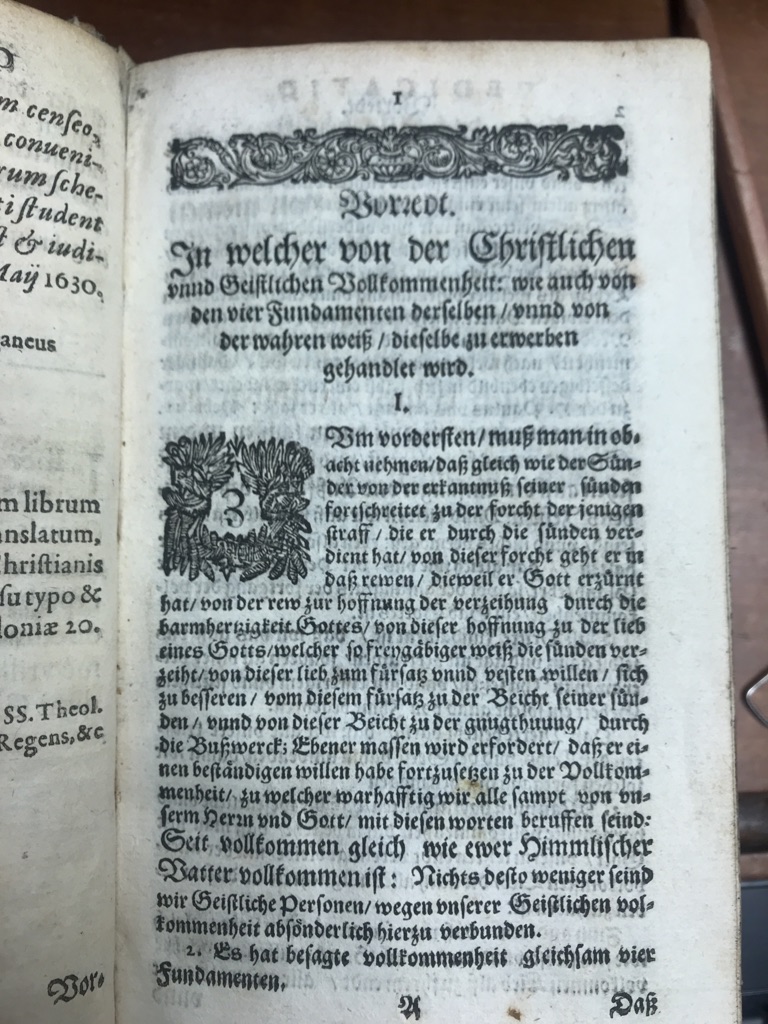 m censeo,
conueni-
rum sche-
ti student
& iudi-
Maij 1630.
ancus
m librum
anslatum,
hristianis
su typo &
loniæ 20.
SS. Theol.
Regens, &c
Vor-
1
Vorredt.
In welcher von der Christlichen
vnnd Geistlichen Vollkommenheit: wie auch von
den vier Fundamenten derselben / vnnd von
der wahren weiß / dieselbe zu erwerben
gehandlet wird.
I.
ZVm vordersten / muß man in ob-
acht nehmen / daß gleich wie der Sün-
der von der erkantnuß seiner sünden
fortschreitet zu der forcht der jenigen
straff / die er durch die sünden ver-
dient hat / von dieser forcht geht er in
daß rewen / dieweil er Gott erzürnt
hat / von der rew zur hoffnung der verzeihung durch die
barmhertzigkeit Gottes / von dieser hoffnung zu der lieb
eines Gotts / welcher so freygäbiger weiß die sünden ver-
zeiht / von dieser lieb zum fürsatz vnnd vesten willen / sich
zu besseren / vom diesem fürsatz zu der Beicht seiner sün-
den / vnnd von dieser Beicht zu der gnugthuung / durch
die Bußwerck; Ebener massen wird erfordert / daß er ei-
nen beständigen willen habe fortzusetzen zu der Vollkom-
menheit / zu welcher warhafftig wir alle sampt von vn-
serm Herrn vnd Gott / mit diesen worten beruffen seind:
Seit vollkommen gleich wie ewer Himmlischer
Vatter vollkommen ist: Nichts desto weniger seind
wir Geistliche Personen / wegen vnserer Geistlichen vol-
kommenheit absönderlich hierzu verbunden.
2. Es hat besagte vollkommenheit gleichsam vier
Fundamenten.
A Daß